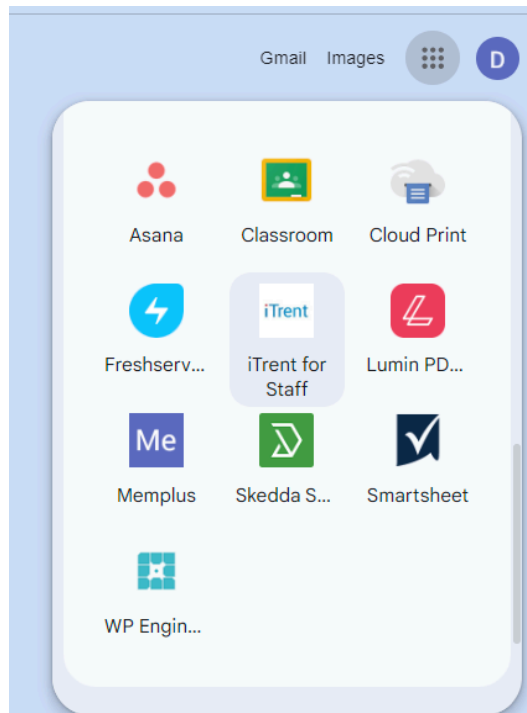 Gmail Images D
Asana Classroom Cloud Print
iTrent
Freshserv... iTrent for Lumin PD...
Staff
Me
Memplus Skedda S... Smartsheet
WP Engin...